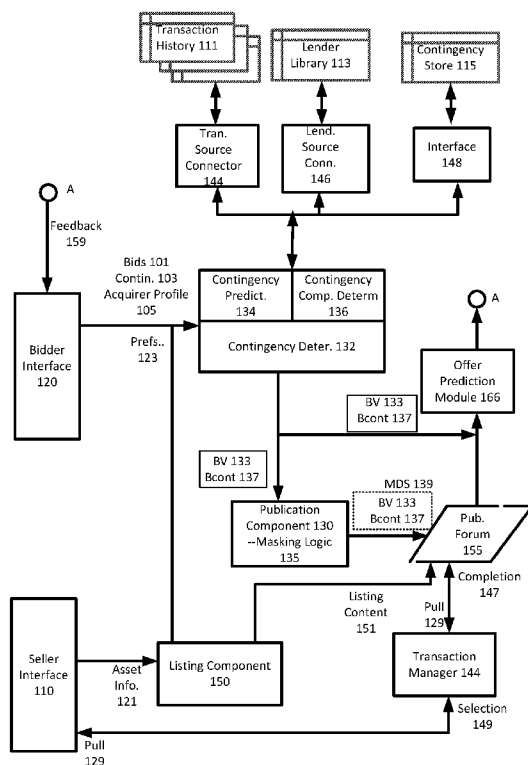 Transaction
History 111
Lender
Library 113
Contingency
Store 115
Tran.
Source
Connector
144
Lend.
Source
Conn.
146
Interface
148
A
Feedback
159
Bids 101
Contin. 103
Acquirer Profile
105
Prefs..
123
Bidder
Interface
120
Contingency
Predict.
134
Contingency
Comp. Determ
136
Contingency Deter. 132
A
Offer
Prediction
Module 166
BV 133
Bcont 137
BV 133
Bcont 137
MDS 139
BV 133
Bcont 137
Publication
Component 130
--Masking Logic
135
Pub.
Forum
155
Completion
147
Listing
Content
151
Pull
129
Seller
Interface
110
Asset
Info.
121
Listing Component
150
Transaction
Manager 144
Selection
149
Pull
129